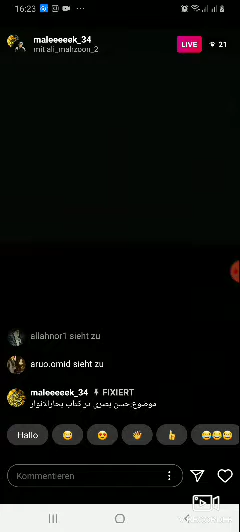 16:23
maleeeeek_34
mit ali_mahzoon_2
LIVE
21
allahnor1 sieht zu
aruo.omid sieht zu
maleeeeek_34 FIXIERT
موضوع حسن بصری در کتاب بحارالانوار
Hallo
Kommentieren